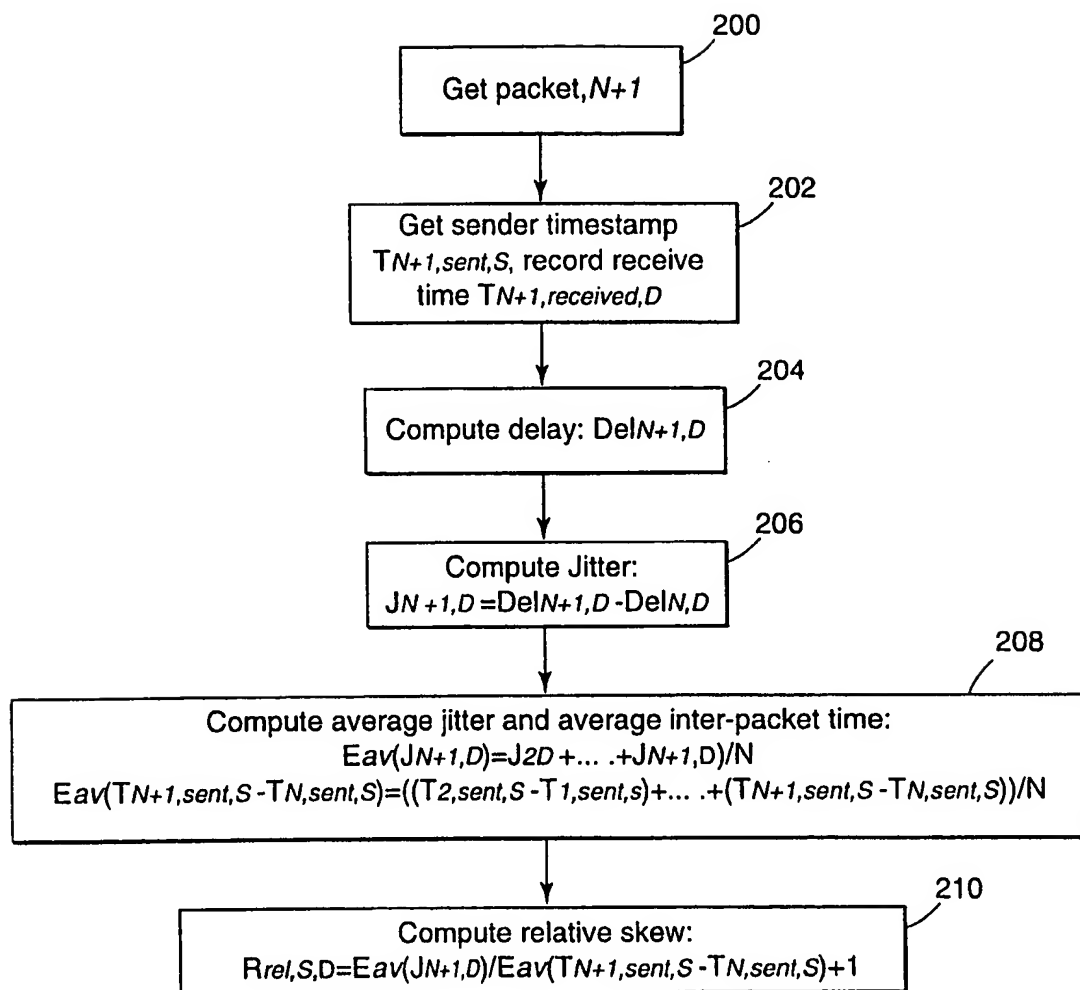 200
Get packet, N+1
202
Get sender timestamp
TN+1,sent,S, record receive
time TN+1,received,D
204
Compute delay: DelN+1,D
206
Compute Jitter:
JN+1,D =DelN+1,D -DelN,D
208
Compute average jitter and average inter-packet time:
Eav(JN+1,D)=J2D +... .+JN+1,D)/N
Eav(TN+1,sent,S -TN,sent,S)=((T2,sent,S -T1,sent,s)+... .+(TN+1,sent,S -TN,sent,S))/N
210
Compute relative skew:
Rrel,S,D=Eav(JN+1,D)/Eav(TN+1,sent,S -TN,sent,S)+1